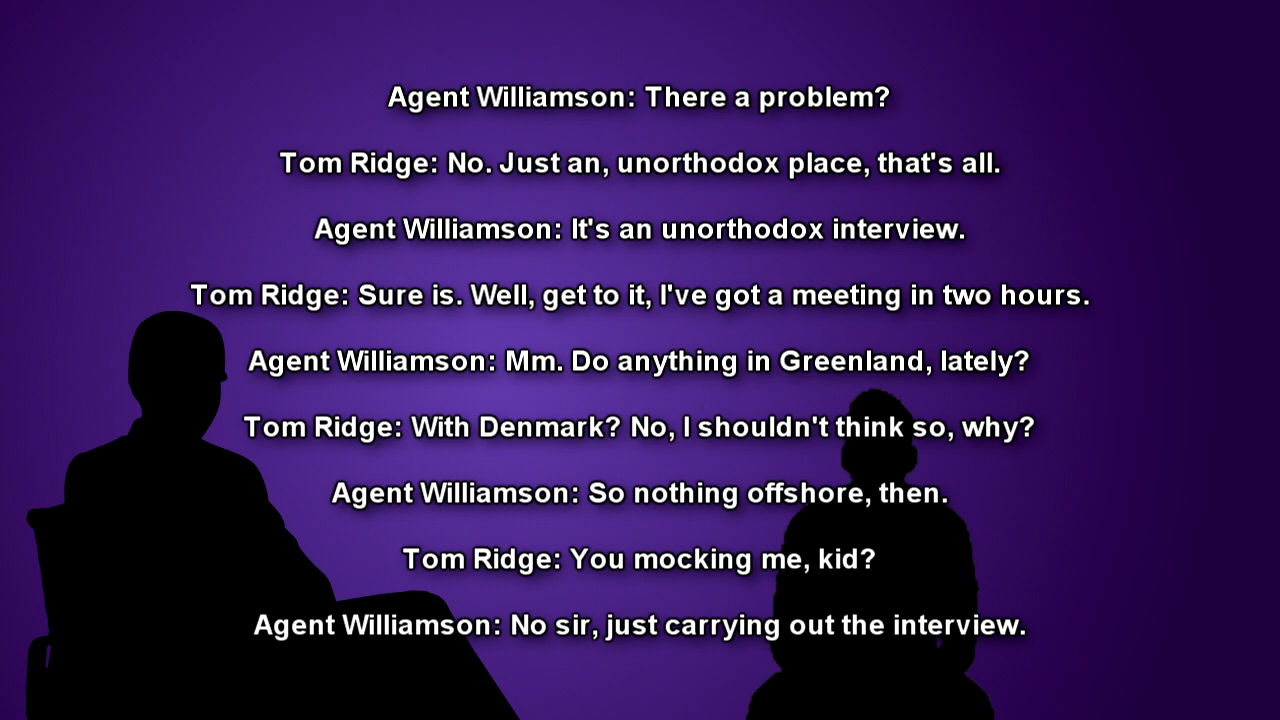 Agent Williamson: There a problem?
Tom Ridge: No. Just an, unorthodox place, that's all.
Agent Williamson: It's an unorthodox interview.
Tom Ridge: Sure is. Well, get to it, I've got a meeting in two hours.
Agent Williamson: Mm. Do anything in Greenland, lately?
Tom Ridge: With Denmark? No, I shouldn't think so, why?
Agent Williamson: So nothing offshore, then.
Tom Ridge: You mocking me, kid?
Agent Williamson: No sir, just carrying out the interview.